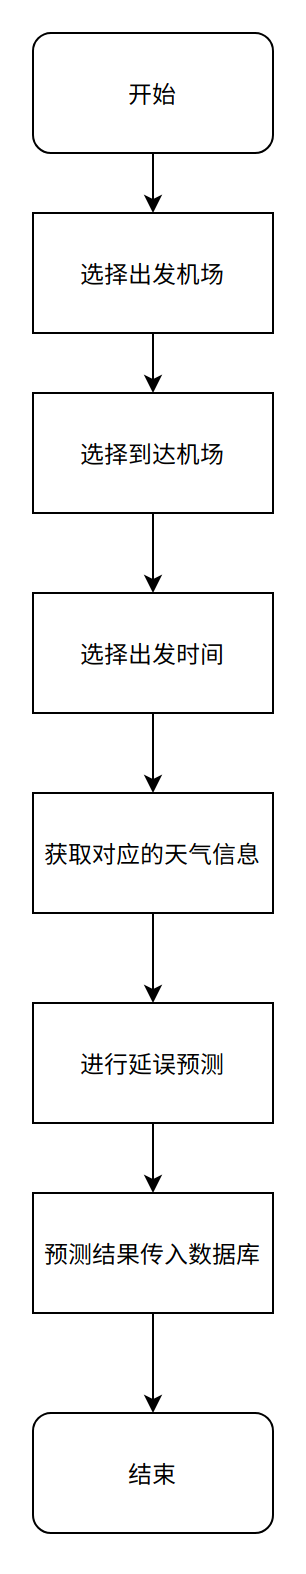 开始
选择出发机场
选择到达机场
选择出发时间
获取对应的天气信息
进行延误预测
预测结果传入数据库
结束